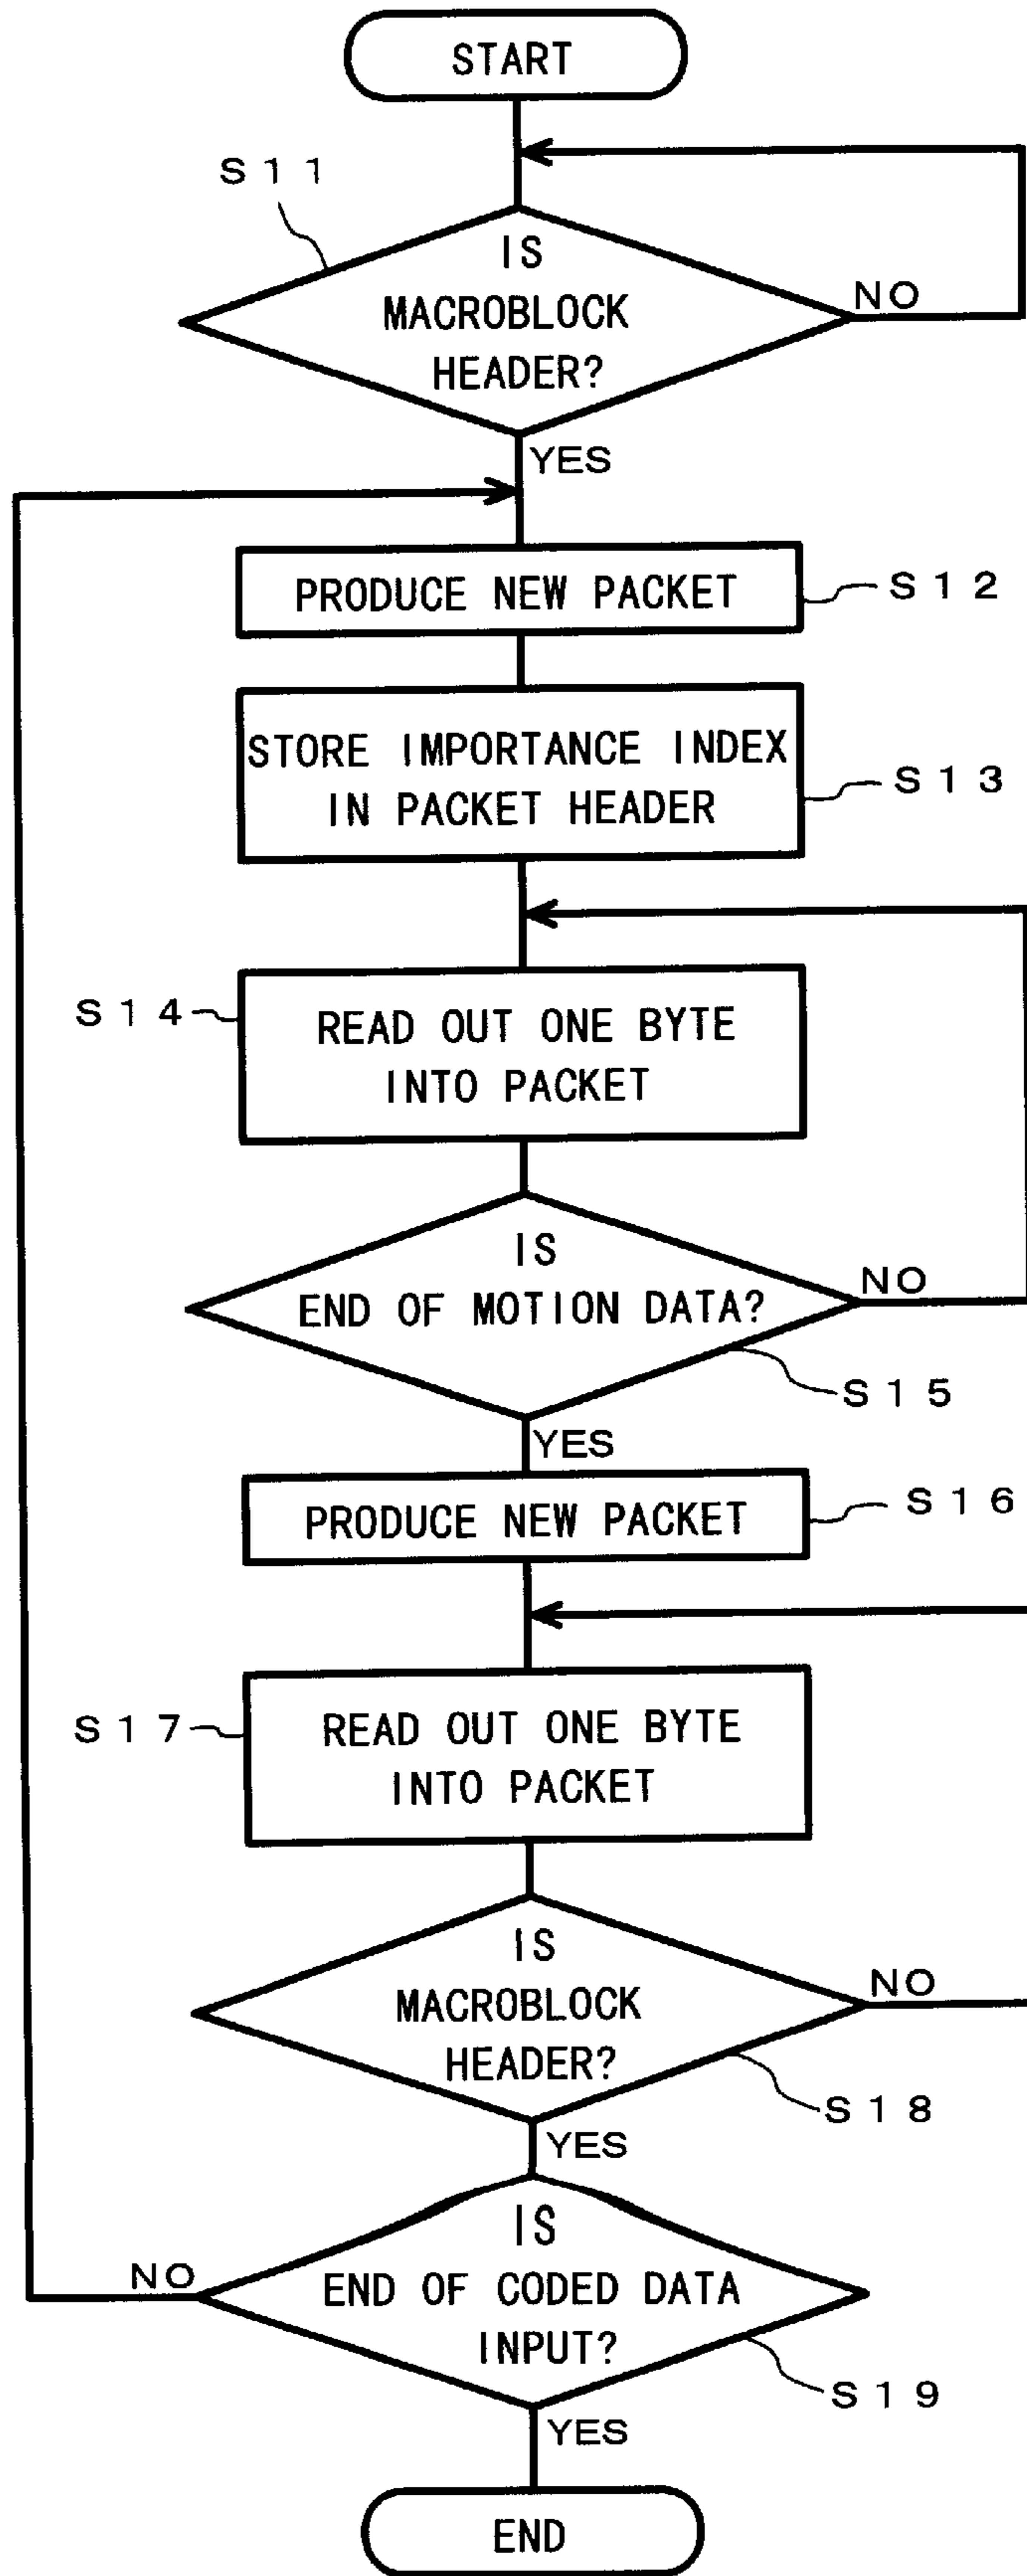 START
S11
IS
MACROBLOCK
HEADER?
NO
YES
PRODUCE NEW PACKET
S12
STORE IMPORTANCE INDEX
IN PACKET HEADER
S13
S14
READ OUT ONE BYTE
INTO PACKET
IS
END OF MOTION DATA?
NO
S15
YES
PRODUCE NEW PACKET
S16
S17
READ OUT ONE BYTE
INTO PACKET
IS
MACROBLOCK
HEADER?
NO
S18
YES
IS
END OF CODED DATA
INPUT?
NO
S19
YES
END